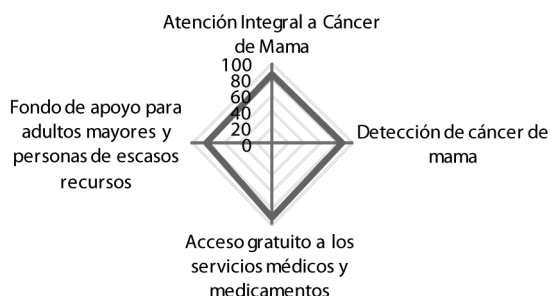 Atención Integral a Cáncer
de Mama
100
80
60
40
20
0
Fondo de apoyo para
adultos mayores y
personas de escasos
recursos
Detección de cáncer de
mama
Acceso gratuito a los
servicios médicos y
medicamentos